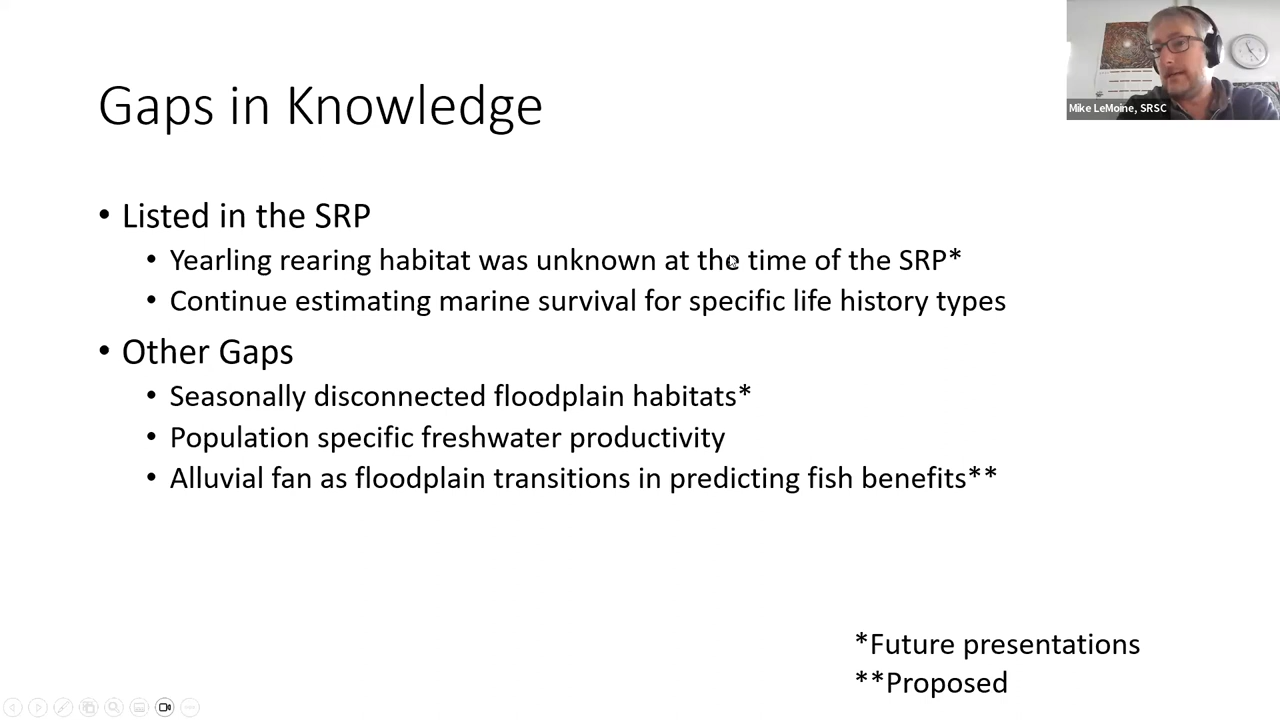 Mike LeMoine, SRSC
Gaps in Knowledge
• Listed in the SRP
• Yearling rearing habitat was unknown at the time of the SRP*
• Continue estimating marine survival for specific life history types
• Other Gaps
• Seasonally disconnected floodplain habitats*
• Population specific freshwater productivity
• Alluvial fan as floodplain transitions in predicting fish benefits**
*Future presentations
**Proposed